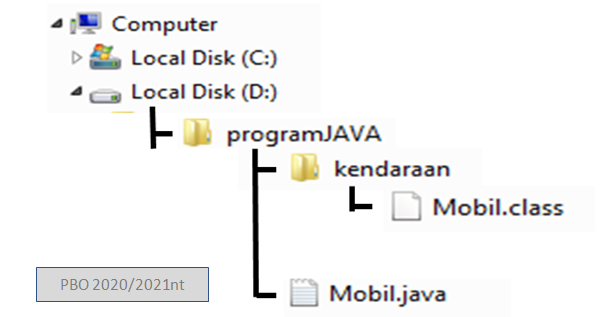 Computer
Local Disk (C:)
Local Disk (D:)
programJAVA
kendaraan
Mobil.class
PBO 2020/2021nt
Mobil.java